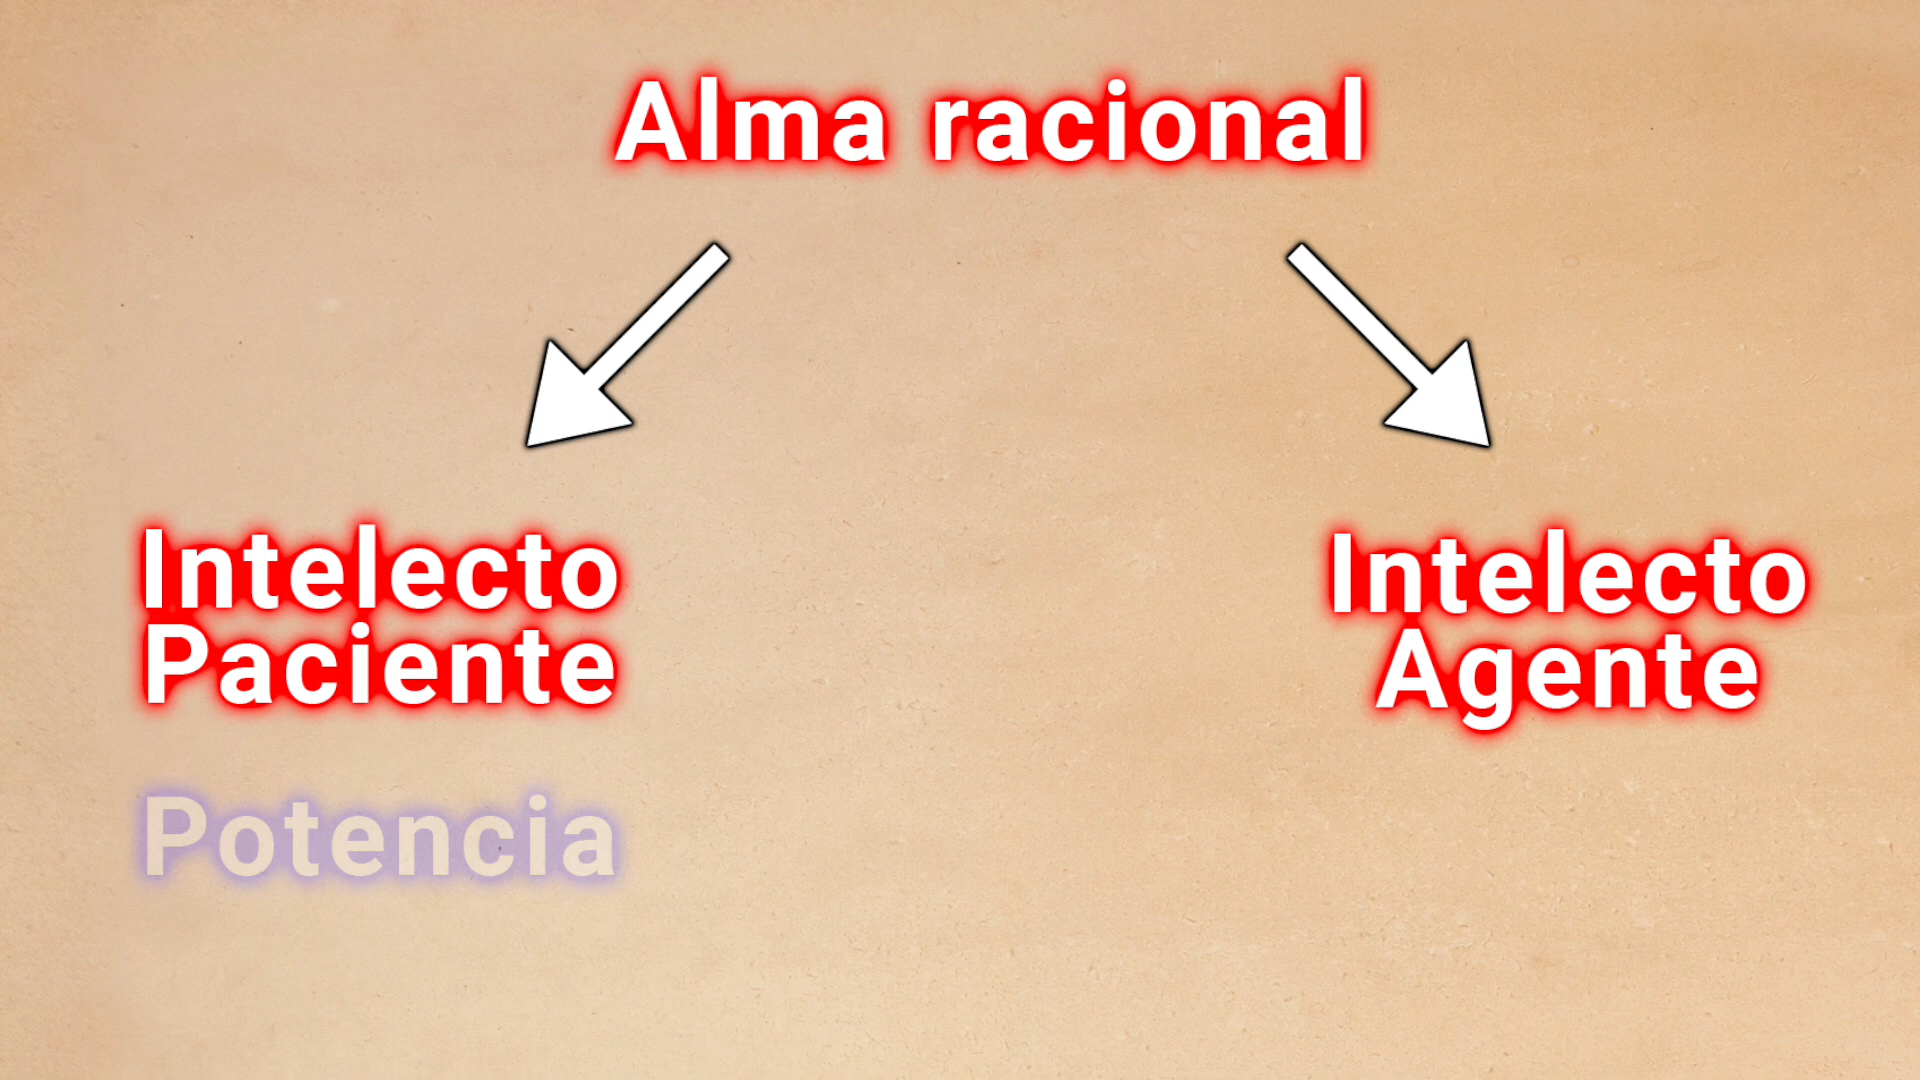 Alma racional
Intelecto
Paciente
Intelecto
Agente
Potencia